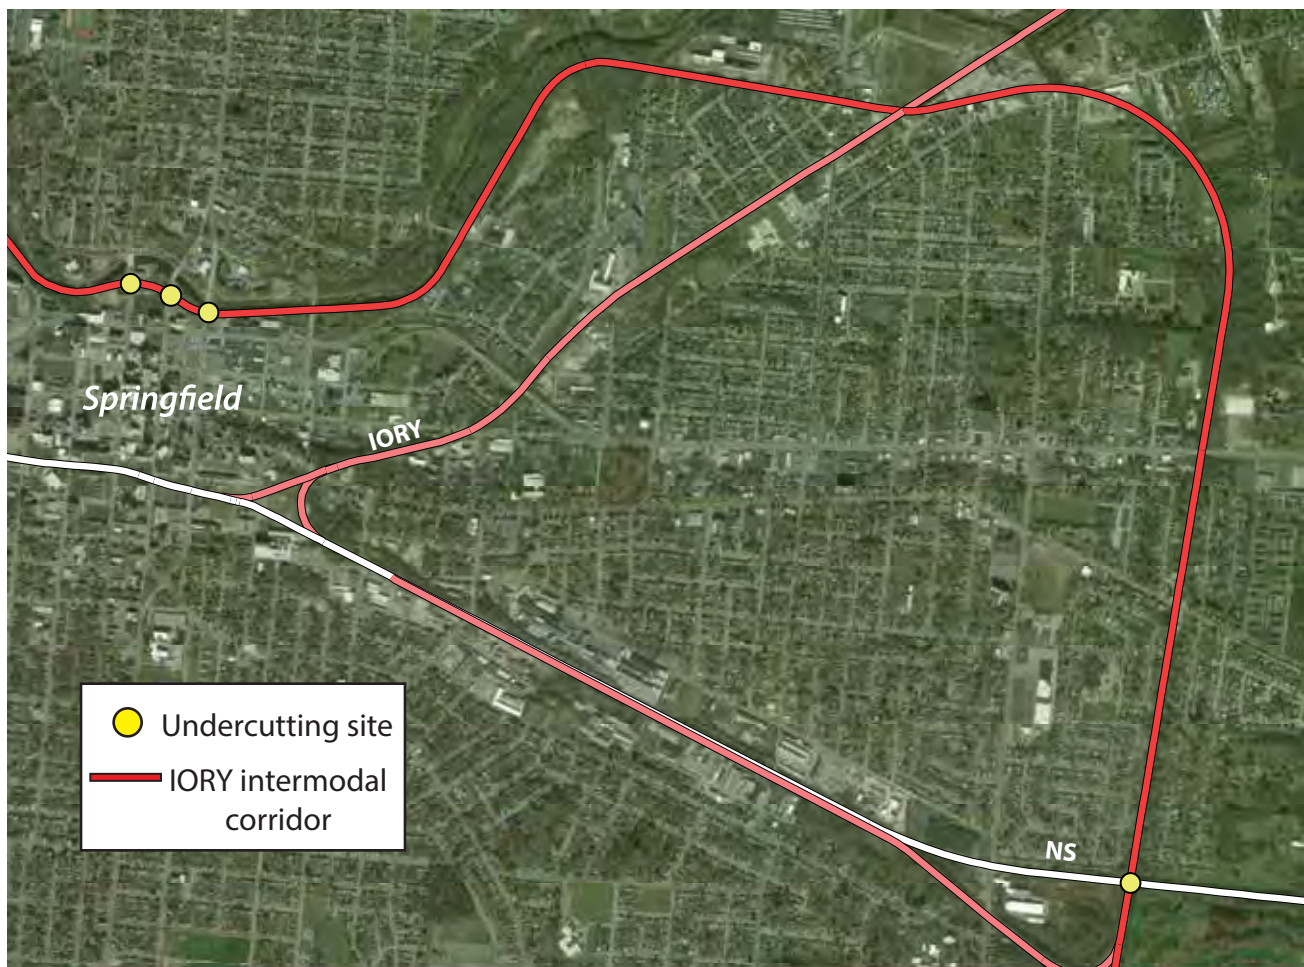 Springfield
IORY
Undercutting site
IORY intermodal
corridor
NS